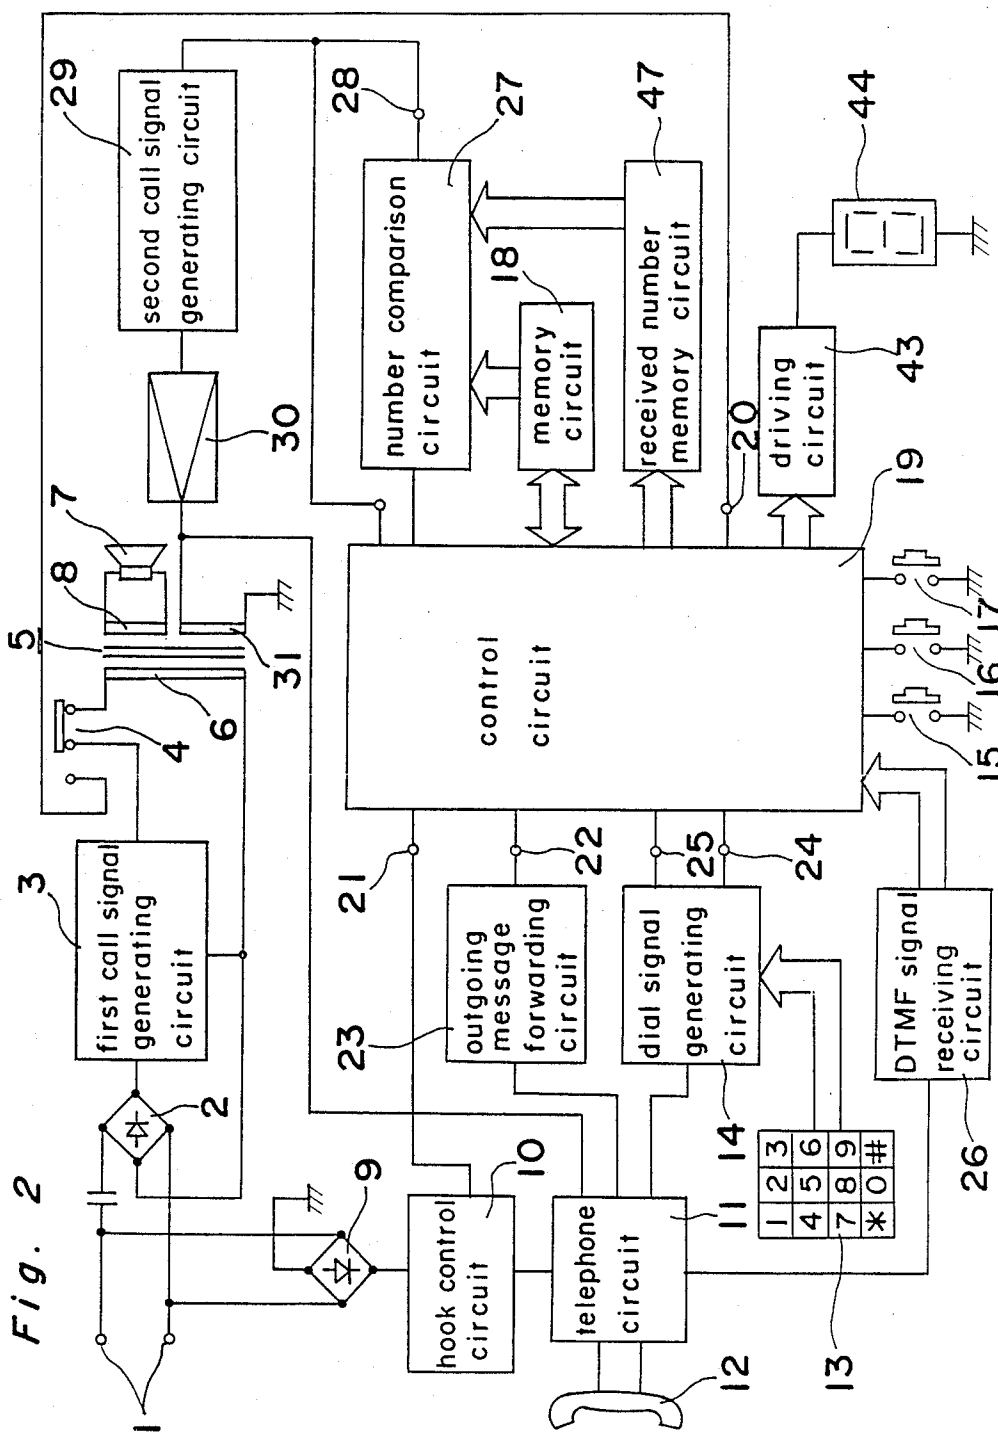 Fig. 2
1
2
3
first call signal
generating
circuit
4
5
6
7
8
31
30
29
second call signal
generating circuit
28
27
number comparison
circuit
18
memory
circuit
47
received number
memory circuit
20
44
43
driving
circuit
19
control
circuit
15
16
17
21
22
25
24
23
outgoing
message
forwarding
circuit
14
dial signal
generating
circuit
26
DTMF signal
receiving
circuit
9
10
hook control
circuit
11
telephone
circuit
12
13
1 2 3
4 5 6
7 8 9
* 0 #